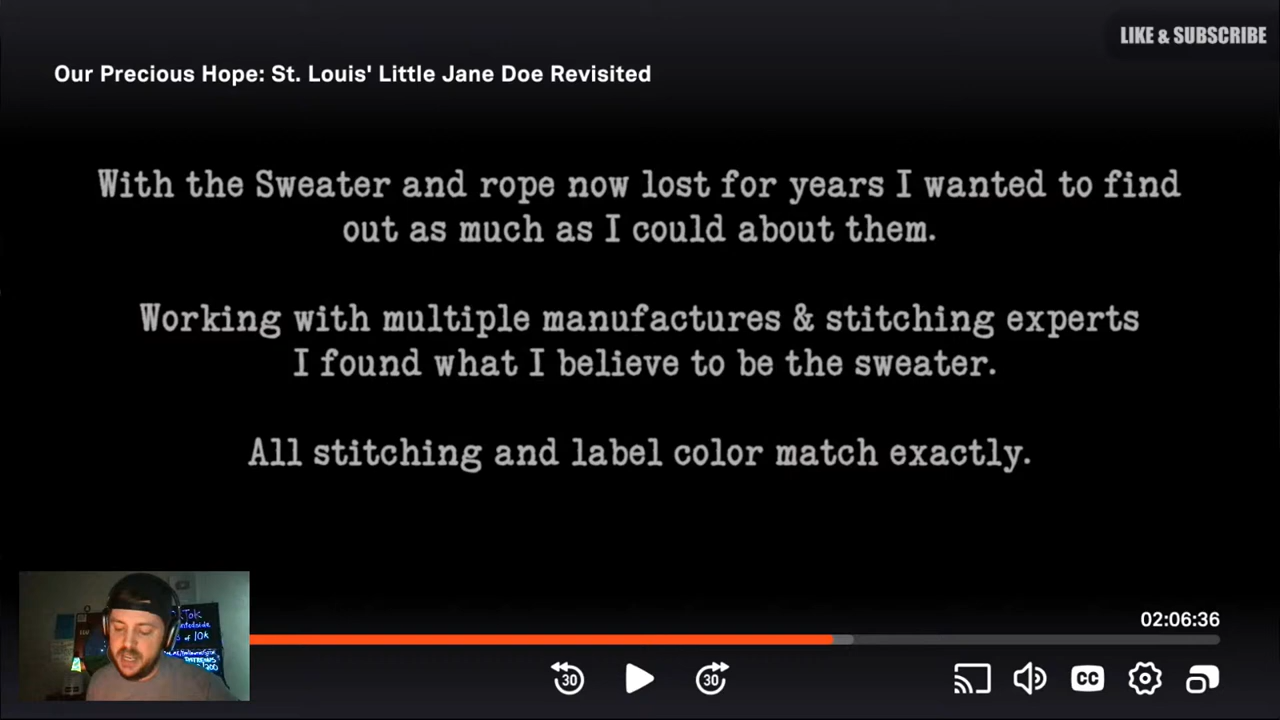 LIKE & SUBSCRIBE
Our Precious Hope: St. Louis' Little Jane Doe Revisited
With the Sweater and rope now lost for years I wanted to find
out as much as I could about them.
Working with multiple manufactures & stitching experts
I found what I believe to be the sweater.
All stitching and label color match exactly.
02:06:36
30
30
CC